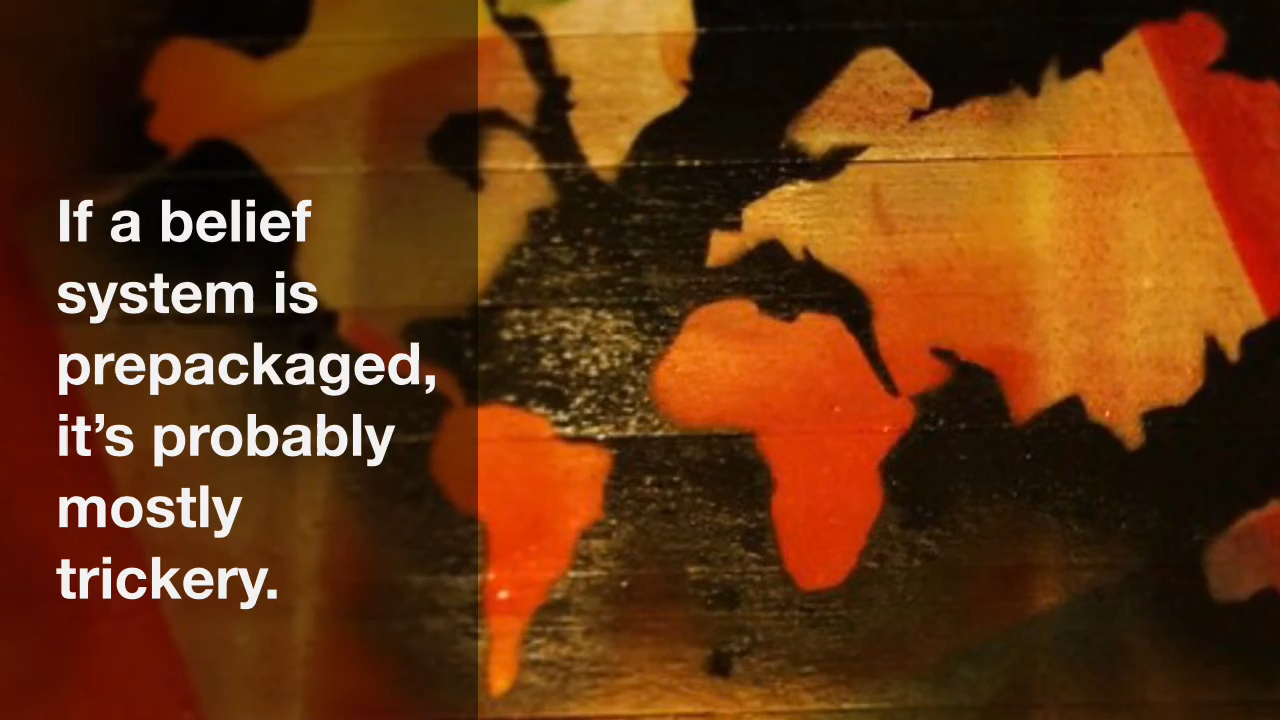 If a belief
system is
prepackaged,
it’s probably
mostly
trickery.